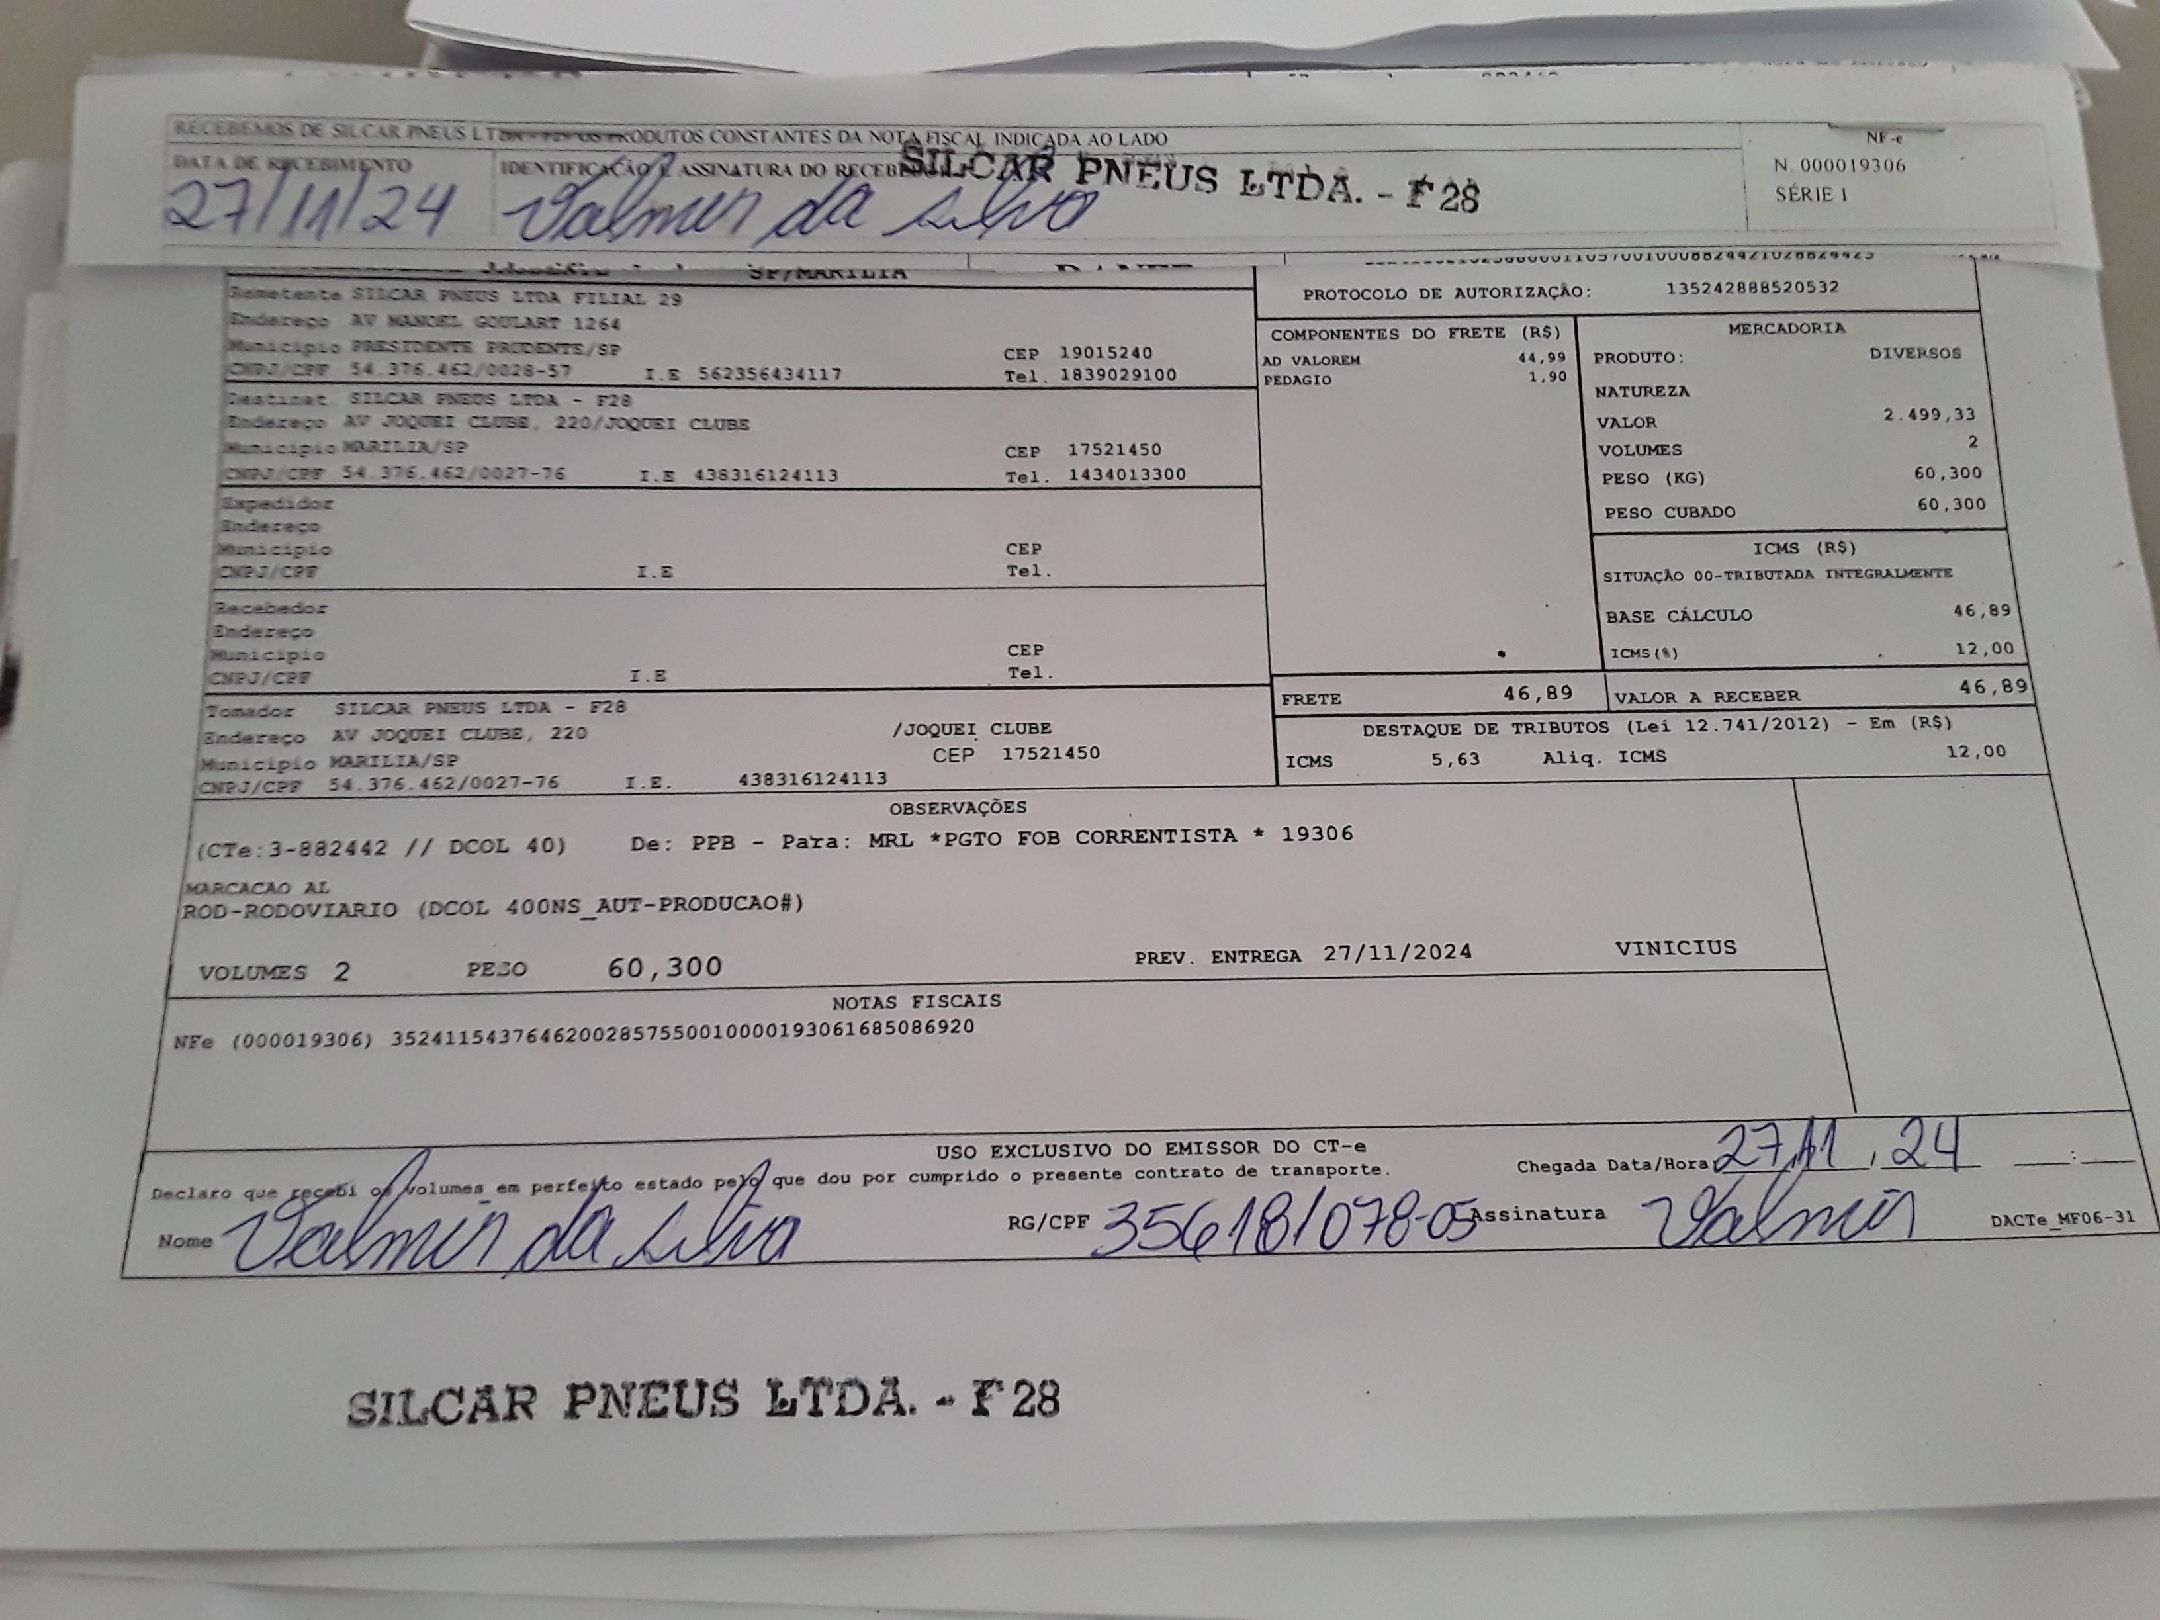 RECEBEMOS DE SILCAR PNEUS LTDA - F29 OS PRODUTOS CONSTANTES DA NOTA FISCAL INDICADA AO LADO
DATA DE RECEBIMENTO
27/11/24
IDENTIFICAÇÃO E ASSINATURA DO RECEBEDOR
Valmir da Silva
SILCAR PNEUS LTDA. - F28
NF-e
N. 000019306
SÉRIE 1
SP/MARILIA
Remetente SILCAR PNEUS LTDA FILIAL 29
Endereço AV MANOEL GOULART 1264
Município PRESIDENTE PRUDENTE/SP CEP 19015240
CNPJ/CPF 54.376.462/0028-57 I.E 562356434117 Tel. 1839029100
Destinat SILCAR PNEUS LTDA - F28
Endereço AV JOQUEI CLUBE, 220/JOQUEI CLUBE
Município MARILIA/SP CEP 17521450
CNPJ/CPF 54.376.462/0027-76 I.E 438316124113 Tel. 1434013300
Expedidor
Endereço
Município CEP
CNPJ/CPF I.E Tel.
Recebedor
Endereço
Município CEP
CNPJ/CPF I.E Tel.
Tomador SILCAR PNEUS LTDA - F28
Endereço AV JOQUEI CLUBE, 220 /JOQUEI CLUBE
Município MARILIA/SP CEP 17521450
CNPJ/CPF 54.376.462/0027-76 I.E. 438316124113
PROTOCOLO DE AUTORIZAÇÃO: 135242888520532
COMPONENTES DO FRETE (R$)
AD VALOREM 44,99
PEDAGIO 1,90
MERCADORIA
PRODUTO: DIVERSOS
NATUREZA
VALOR 2.499,33
VOLUMES 2
PESO (KG) 60,300
PESO CUBADO 60,300
ICMS (R$)
SITUAÇÃO 00-TRIBUTADA INTEGRALMENTE
BASE CÁLCULO 46,89
ICMS(%) 12,00
FRETE 46,89 VALOR A RECEBER 46,89
DESTAQUE DE TRIBUTOS (Lei 12.741/2012) - Em (R$)
ICMS 5,63 Aliq. ICMS 12,00
OBSERVAÇÕES
(CTe:3-882442 // DCOL 40) De: PPB - Para: MRL *PGTO FOB CORRENTISTA * 19306
MARCACAO AL
ROD-RODOVIARIO (DCOL 400NS_AUT-PRODUCAO#)
VOLUMES 2 PESO 60,300 PREV. ENTREGA 27/11/2024 VINICIUS
NOTAS FISCAIS
NFe (000019306) 35241154376462002857550010000193061685086920
USO EXCLUSIVO DO EMISSOR DO CT-e
Declaro que recebi os volumes em perfeito estado pelo que dou por cumprido o presente contrato de transporte.
Chegada Data/Hora 27/11/24 __:__
Nome Valmir da Silva RG/CPF 356181078-05 Assinatura Valmir DACTe_MF06-31
SILCAR PNEUS LTDA. - F28